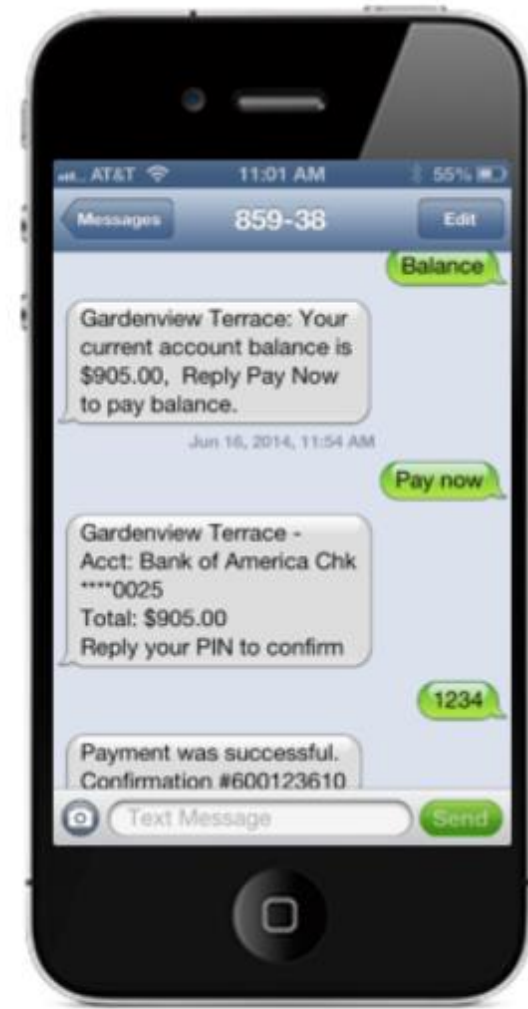 AT&T 11:01 AM 55%
Messages 859-38 Edit
Balance
Gardenview Terrace: Your
current account balance is
$905.00, Reply Pay Now
to pay balance.
Jun 16, 2014, 11:54 AM
Pay now
Gardenview Terrace -
Acct: Bank of America Chk
****0025
Total: $905.00
Reply your PIN to confirm
1234
Payment was successful.
Confirmation #600123610
Text Message Send